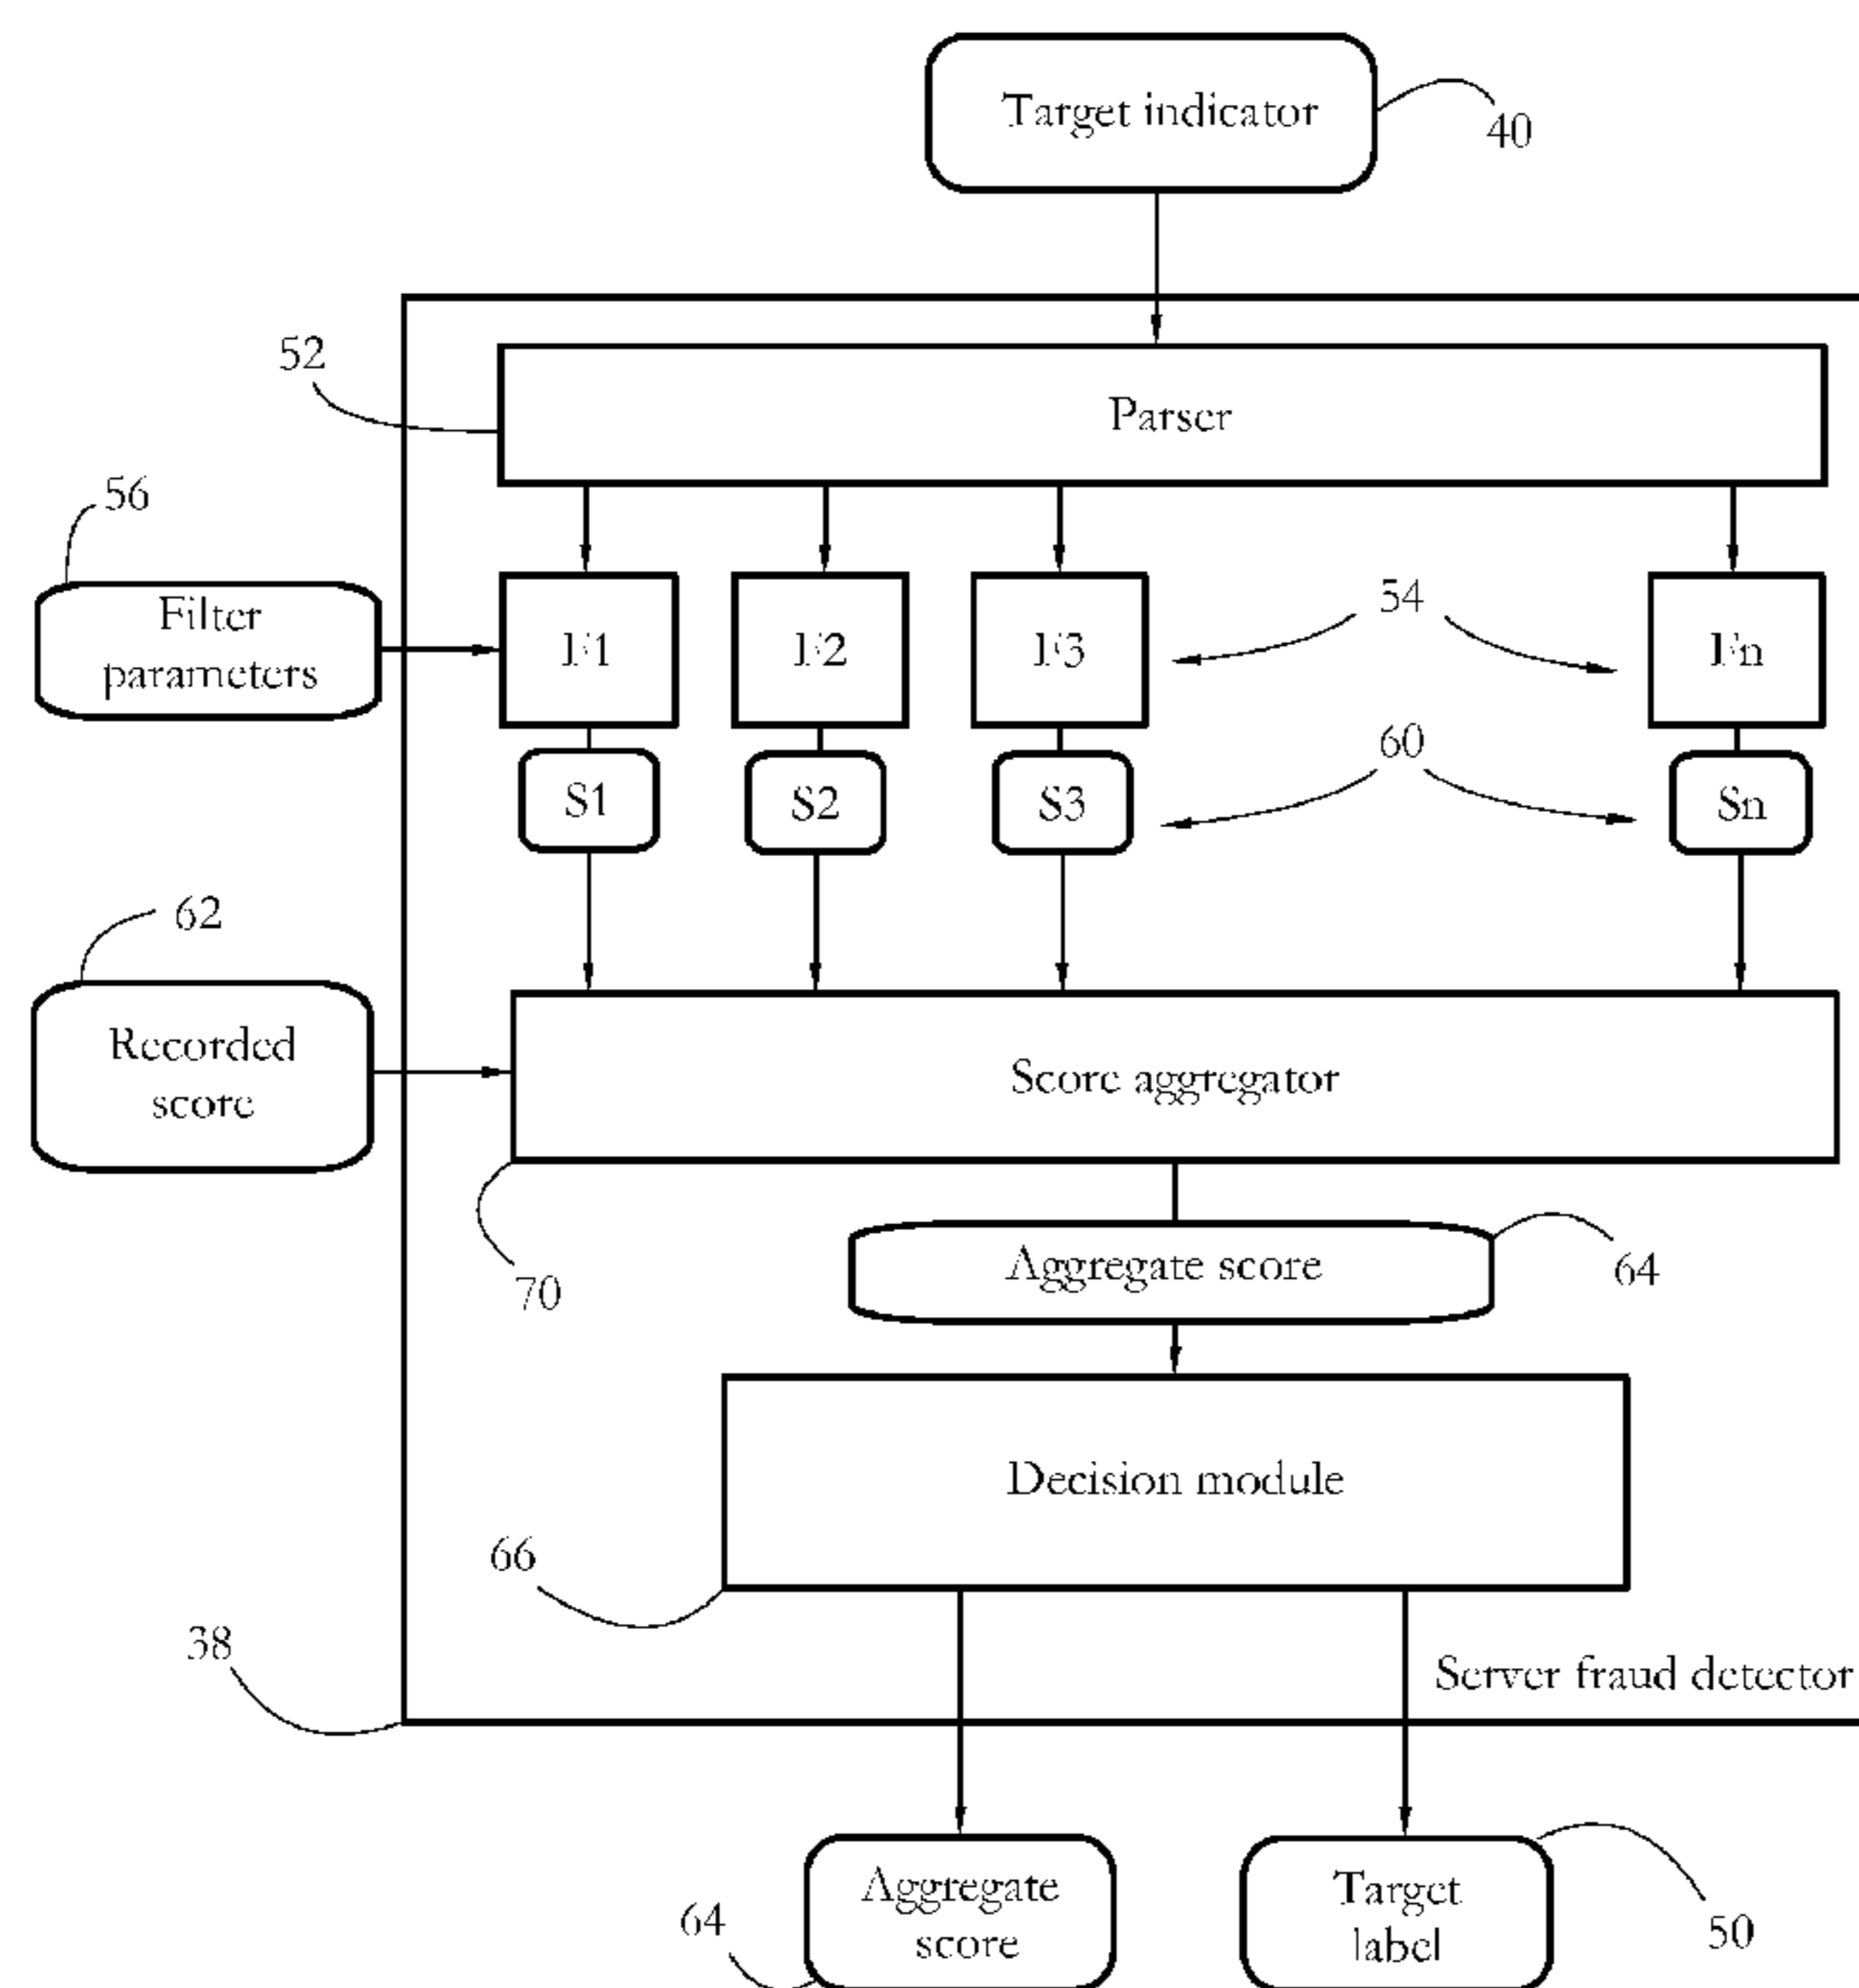 Target indicator
40
52
Parser
56
Filter
parameters
F1
F2
F3
54
Fn
60
S1
S2
S3
Sn
62
Recorded
score
Score aggregator
70
Aggregate score
64
Decision module
66
38
Server fraud detector
64
Aggregate
score
Target
label
50